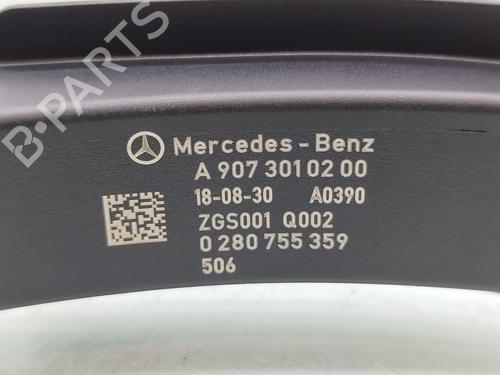 B-PARTS
Mercedes-Benz
A 907 301 02 00
18-08-30 A0390
ZGS001 Q002
0 280 755 359
506